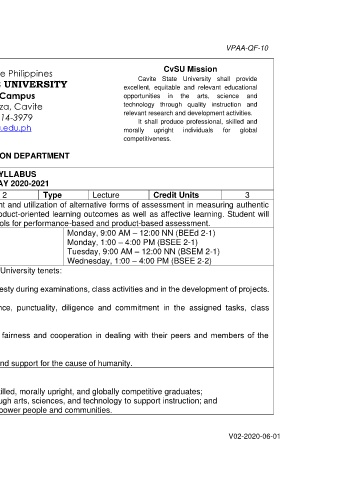 VPAA-QF-10
e Philippines
UNIVERSITY
Campus
za, Cavite
14-3979
.edu.ph
CvSU Mission
Cavite State University shall provide
excellent, equitable and relevant educational
opportunities in the arts, science and
technology through quality instruction and
relevant research and development activities.
It shall produce professional, skilled and
morally upright individuals for global
competitiveness.
ON DEPARTMENT
YLLABUS
AY 2020-2021
2 Type Lecture Credit Units 3
nt and utilization of alternative forms of assessment in measuring authentic
oduct-oriented learning outcomes as well as affective learning. Student will
ols for performance-based and product-based assessment.
Monday, 9:00 AM – 12:00 NN (BEEd 2-1)
Monday, 1:00 – 4:00 PM (BSEE 2-1)
Tuesday, 9:00 AM – 12:00 NN (BSEM 2-1)
Wednesday, 1:00 – 4:00 PM (BSEE 2-2)
University tenets:
esty during examinations, class activities and in the development of projects.
nce, punctuality, diligence and commitment in the assigned tasks, class
fairness and cooperation in dealing with their peers and members of the
nd support for the cause of humanity.
illed, morally upright, and globally competitive graduates;
ugh arts, sciences, and technology to support instruction; and
power people and communities.
V02-2020-06-01